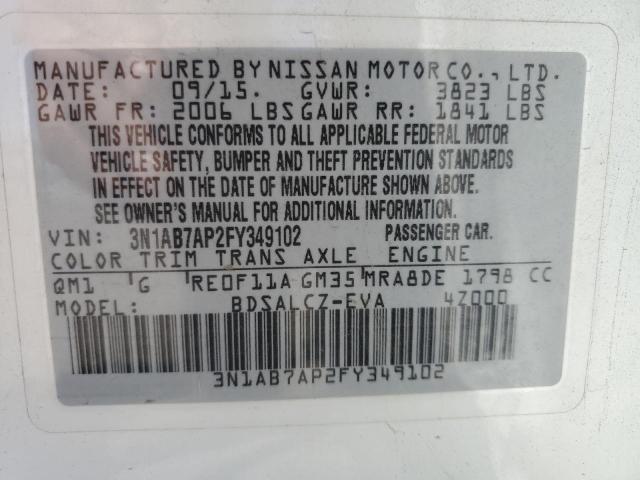 MANUFACTURED BY NISSAN MOTOR CO., LTD.
DATE: 09/15. GVWR: 3823 LBS
GAWR FR: 2006 LBS GAWR RR: 1841 LBS
THIS VEHICLE CONFORMS TO ALL APPLICABLE FEDERAL MOTOR
VEHICLE SAFETY, BUMPER AND THEFT PREVENTION STANDARDS
IN EFFECT ON THE DATE OF MANUFACTURE SHOWN ABOVE.
SEE OWNER'S MANUAL FOR ADDITIONAL INFORMATION.
VIN: 3N1AB7AP2FY349102 PASSENGER CAR.
COLOR TRIM TRANS AXLE ENGINE
QM1 G RE0F11A GM35 MRA8DE 1798 CC
MODEL: BDSALCZ-EVA 4Z000
3N1AB7AP2FY349102